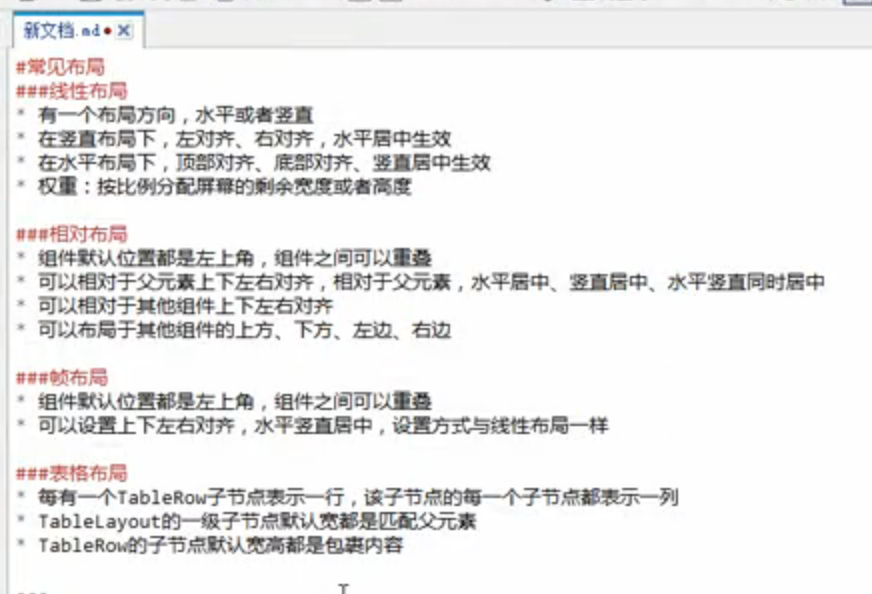 新文档.md
#常见布局
###线性布局
* 有一个布局方向，水平或者竖直
* 在竖直布局下，左对齐、右对齐，水平居中生效
* 在水平布局下，顶部对齐、底部对齐、竖直居中生效
* 权重：按比例分配屏幕的剩余宽度或者高度
###相对布局
* 组件默认位置都是左上角，组件之间可以重叠
* 可以相对于父元素上下左右对齐，相对于父元素，水平居中、竖直居中、水平竖直同时居中
* 可以相对于其他组件上下左右对齐
* 可以布局于其他组件的上方、下方、左边、右边
###帧布局
* 组件默认位置都是左上角，组件之间可以重叠
* 可以设置上下左右对齐，水平竖直居中，设置方式与线性布局一样
###表格布局
* 每有一个TableRow子节点表示一行，该子节点的每一个子节点都表示一列
* TableLayout的一级子节点默认宽都是匹配父元素
* TableRow的子节点默认宽高都是包裹内容